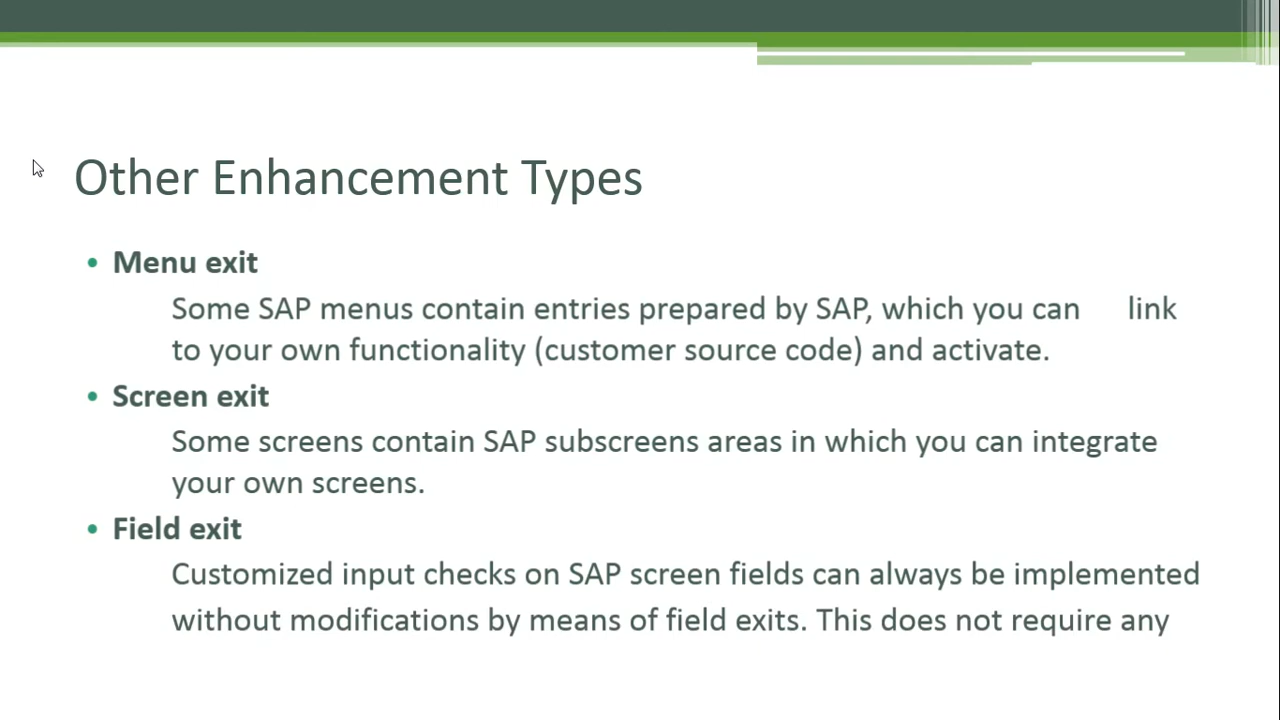 Other Enhancement Types
• Menu exit
Some SAP menus contain entries prepared by SAP, which you can link
to your own functionality (customer source code) and activate.
• Screen exit
Some screens contain SAP subscreens areas in which you can integrate
your own screens.
• Field exit
Customized input checks on SAP screen fields can always be implemented
without modifications by means of field exits. This does not require any